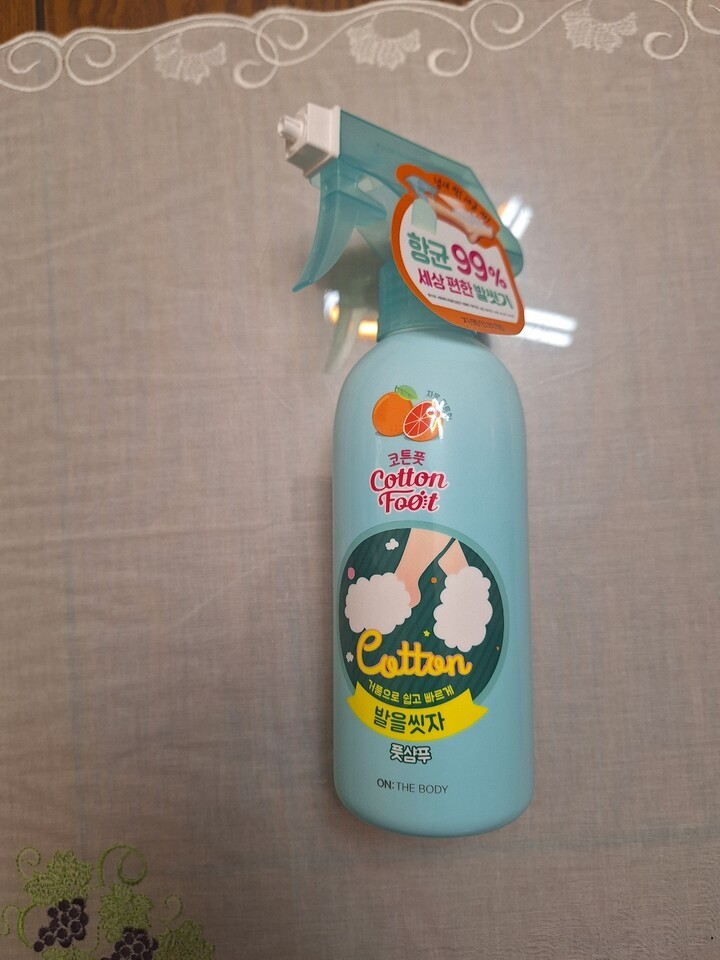 항균 99%
세상 편한 발씻기
코튼풋
Cotton
Foot
Cotton
거품으로 쉽고 빠르게
발을씻자
풋샴푸
ON: THE BODY